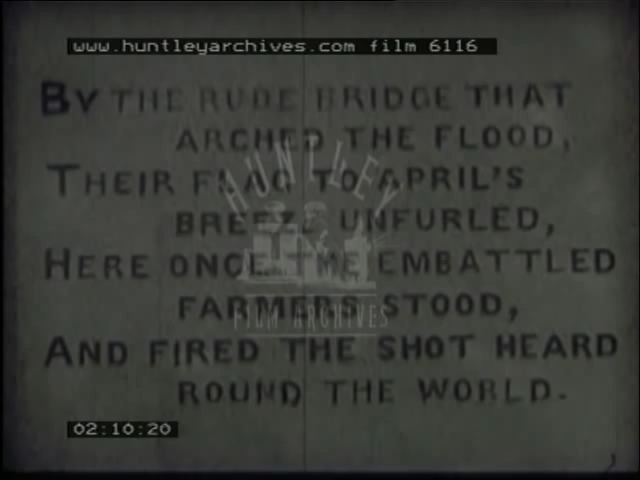 www.huntleyarchives.com film 6116
BY THE RUDE BRIDGE THAT
ARCHED THE FLOOD,
THEIR FLAG TO APRIL'S
BREEZE UNFURLED,
HERE ONCE THE EMBATTLED
FARMERS STOOD,
AND FIRED THE SHOT HEARD
ROUND THE WORLD.
HUNTLEY
FILM ARCHIVES
02:10:20